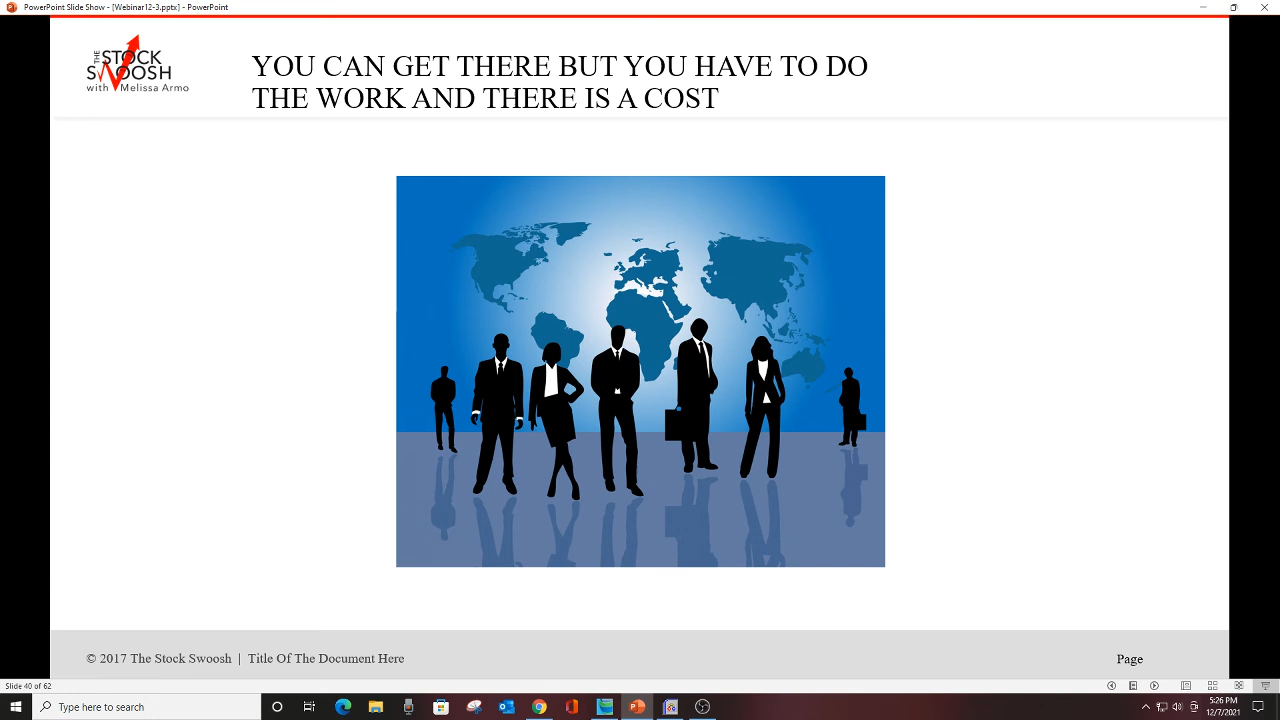 PowerPoint Slide Show - [Webinar12-3.pptx] - PowerPoint
THE STOCK
SWOOSH
with Melissa Armo
YOU CAN GET THERE BUT YOU HAVE TO DO
THE WORK AND THERE IS A COST
© 2017 The Stock Swoosh | Title Of The Document Here
Page
Slide 40 of 62
Type here to search
5:26 PM
12/7/2021